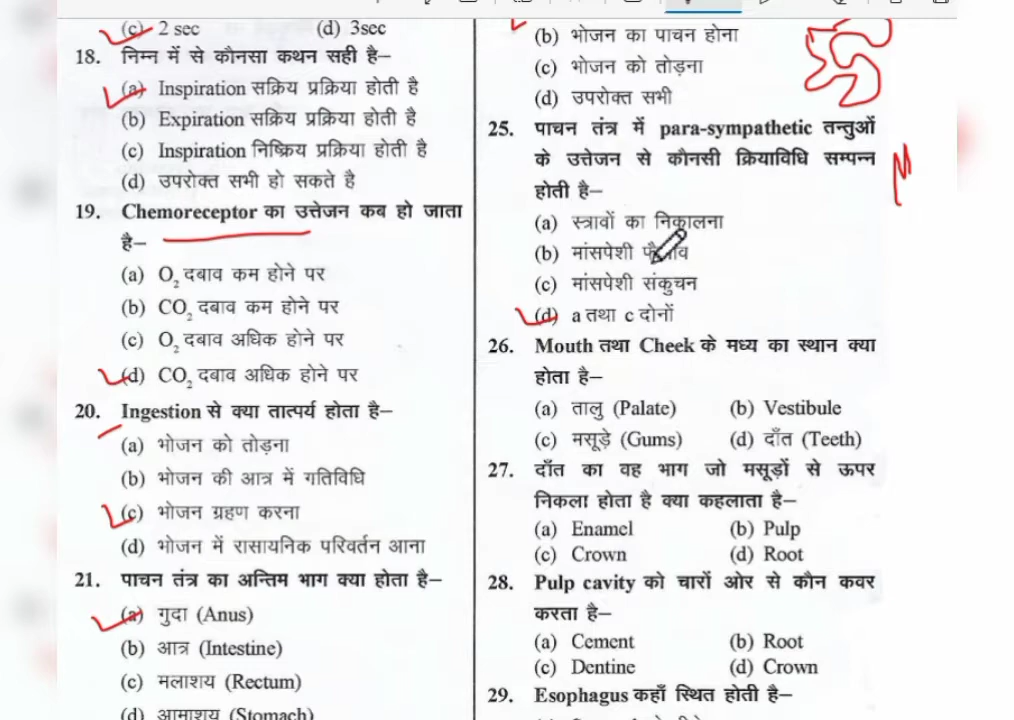 (c) 2 sec (d) 3sec
18. निम्न में से कौनसा कथन सही है–
(a) Inspiration सक्रिय प्रक्रिया होती है
(b) Expiration सक्रिय प्रक्रिया होती है
(c) Inspiration निष्क्रिय प्रक्रिया होती है
(d) उपरोक्त सभी हो सकते है
19. Chemoreceptor का उत्तेजन कब हो जाता
है–
(a) O₂ दबाव कम होने पर
(b) CO₂ दबाव कम होने पर
(c) O₂ दबाव अधिक होने पर
(d) CO₂ दबाव अधिक होने पर
20. Ingestion से क्या तात्पर्य होता है–
(a) भोजन को तोड़ना
(b) भोजन की आत्र में गतिविधि
(c) भोजन ग्रहण करना
(d) भोजन में रासायनिक परिवर्तन आना
21. पाचन तंत्र का अन्तिम भाग क्या होता है–
(a) गुदा (Anus)
(b) आत्र (Intestine)
(c) मलाशय (Rectum)
(d) आमाशय (Stomach)
(b) भोजन का पाचन होना
(c) भोजन को तोड़ना
(d) उपरोक्त सभी
25. पाचन तंत्र में para-sympathetic तन्तुओं
के उत्तेजन से कौनसी क्रियाविधि सम्पन्न
होती है–
(a) स्त्रावों का निकालना
(b) मांसपेशी
(c) मांसपेशी संकुचन
(d) a तथा c दोनों
26. Mouth तथा Cheek के मध्य का स्थान क्या
होता है–
(a) तालु (Palate) (b) Vestibule
(c) मसूड़े (Gums) (d) दाँत (Teeth)
27. दाँत का वह भाग जो मसूड़ों से ऊपर
निकला होता है क्या कहलाता है–
(a) Enamel (b) Pulp
(c) Crown (d) Root
28. Pulp cavity को चारों ओर से कौन कवर
करता है–
(a) Cement (b) Root
(c) Dentine (d) Crown
29. Esophagus कहाँ स्थित होती है–